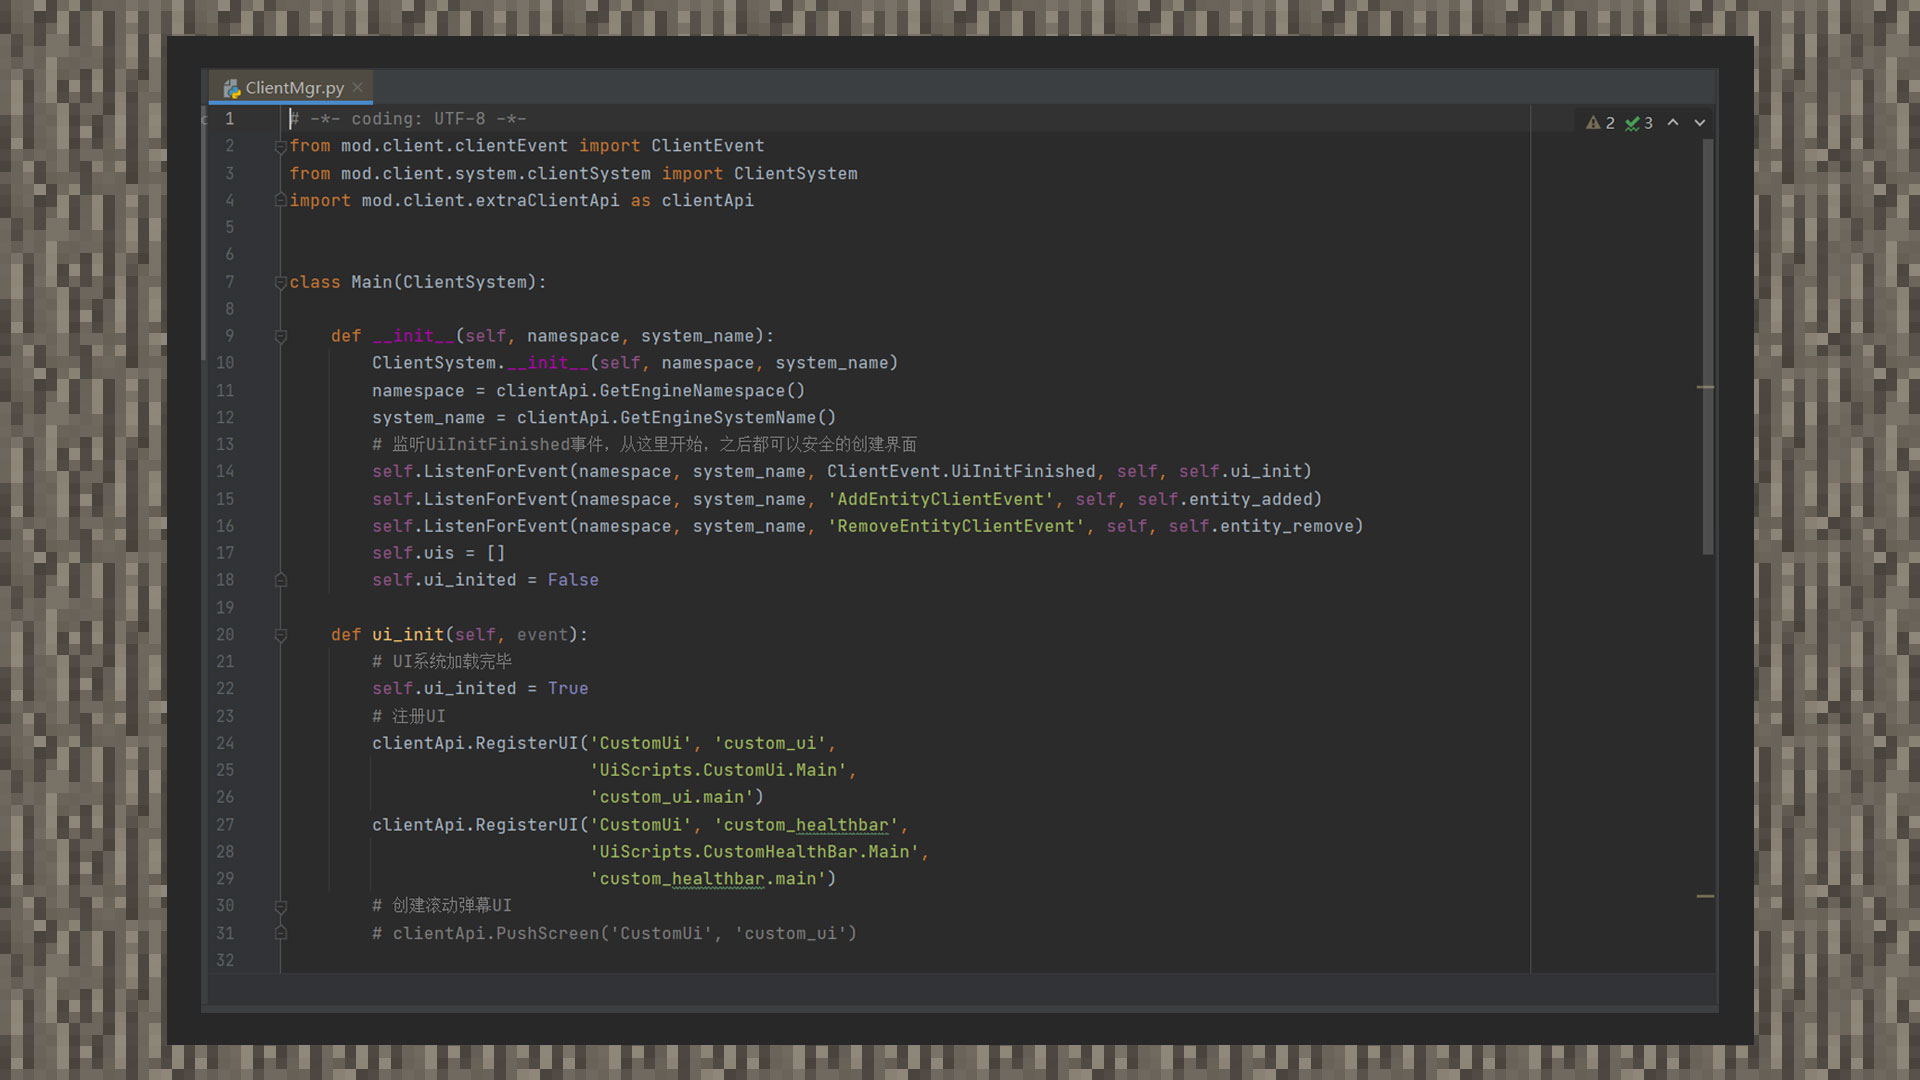 ClientMgr.py
2 3
1 # -*- coding: UTF-8 -*-
2 from mod.client.clientEvent import ClientEvent
3 from mod.client.system.clientSystem import ClientSystem
4 import mod.client.extraClientApi as clientApi
5
6
7 class Main(ClientSystem):
8
9     def __init__(self, namespace, system_name):
10         ClientSystem.__init__(self, namespace, system_name)
11         namespace = clientApi.GetEngineNamespace()
12         system_name = clientApi.GetEngineSystemName()
13         # 监听UiInitFinished事件，从这里开始，之后都可以安全的创建界面
14         self.ListenForEvent(namespace, system_name, ClientEvent.UiInitFinished, self, self.ui_init)
15         self.ListenForEvent(namespace, system_name, 'AddEntityClientEvent', self, self.entity_added)
16         self.ListenForEvent(namespace, system_name, 'RemoveEntityClientEvent', self, self.entity_remove)
17         self.uis = []
18         self.ui_inited = False
19
20     def ui_init(self, event):
21         # UI系统加载完毕
22         self.ui_inited = True
23         # 注册UI
24         clientApi.RegisterUI('CustomUi', 'custom_ui',
25                              'UiScripts.CustomUi.Main',
26                              'custom_ui.main')
27         clientApi.RegisterUI('CustomUi', 'custom_healthbar',
28                              'UiScripts.CustomHealthBar.Main',
29                              'custom_healthbar.main')
30         # 创建滚动弹幕UI
31         # clientApi.PushScreen('CustomUi', 'custom_ui')
32